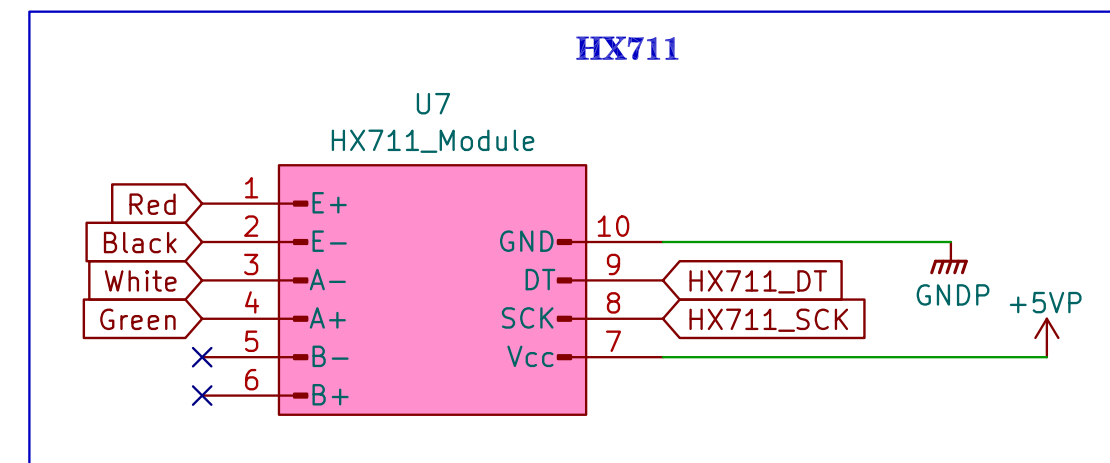 HX711
U7
HX711_Module
Red 1 E+
Black 2 E-
White 3 A-
Green 4 A+
5 B-
6 B+
GND 10
DT 9 HX711_DT
SCK 8 HX711_SCK
Vcc 7
GNDP
+5VP